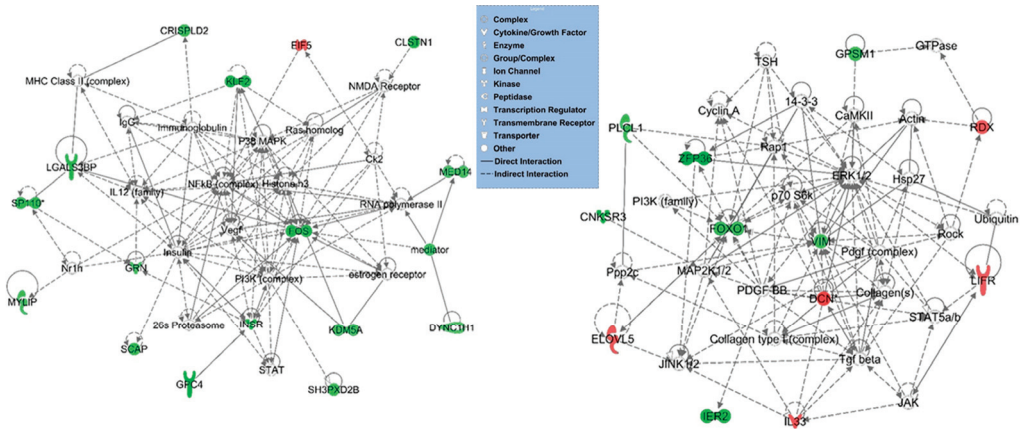 CRISPLD2
EIF5
CLSTN1
MHC Class II (complex)
KLF2
NMDA Receptor
IgG
Immunoglobulin
Ras homolog
P38 MAPK
Ck2
LGALS3BP
MED14
IL12 (family)
NFkB (complex)
Histone h3
SP110*
RNA polymerase II
Vegf
FOS
mediator
Insulin
Nr1h
GRN
PI3K (complex)
estrogen receptor
MYLIP
26s Proteasome
INSR
KDM5A
DYNC1H1
SCAP
STAT
GPC4
SH3PXD2B
Complex
Cytokine/Growth Factor
Enzyme
Group/Complex
Ion Channel
Kinase
Peptidase
Transcription Regulator
Transmembrane Receptor
Transporter
Other
Direct Interaction
Indirect Interaction
TSH
GPSM1
GTPase
Cyclin A
14-3-3
CaMKII
Actin
PLCL1
RDX
ZFP36
Rap1
ERK1/2
Hsp27
PI3K (family)
p70 S6k
CNKSR3
Ubiquitin
FOXO1
VIM
Rock
Pdgf (complex)
Ppp2c
MAP2K1/2
LIFR
PDGF BB
DCN*
Collagen(s)
STAT5a/b
ELOVL5
Collagen type I (complex)
JINK1/2
Tgf beta
JAK
IER2
IL33